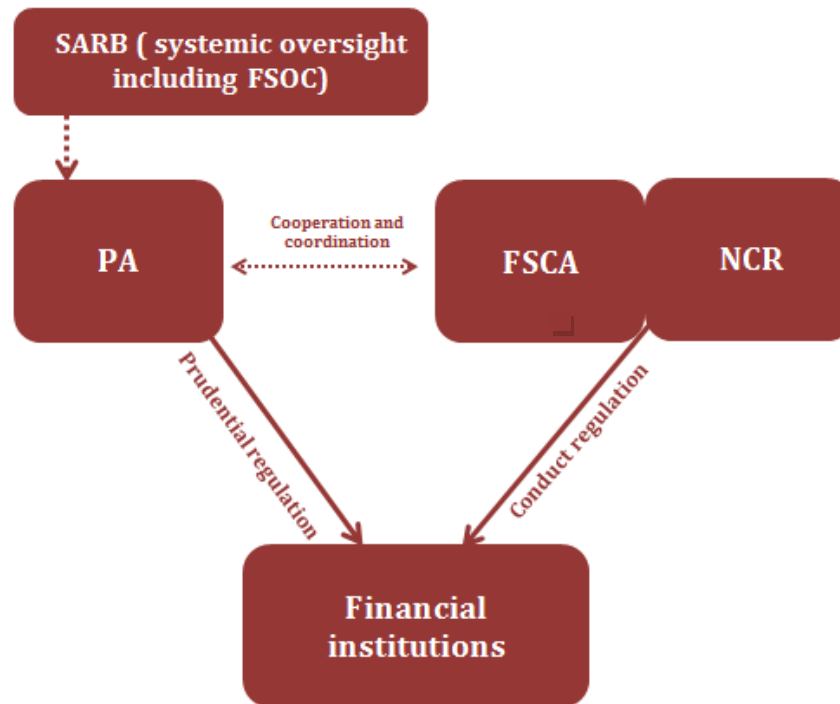 SARB ( systemic oversight
including FSOC)
PA
Cooperation and
coordination
FSCA
NCR
Prudential regulation
Conduct regulation
Financial
institutions